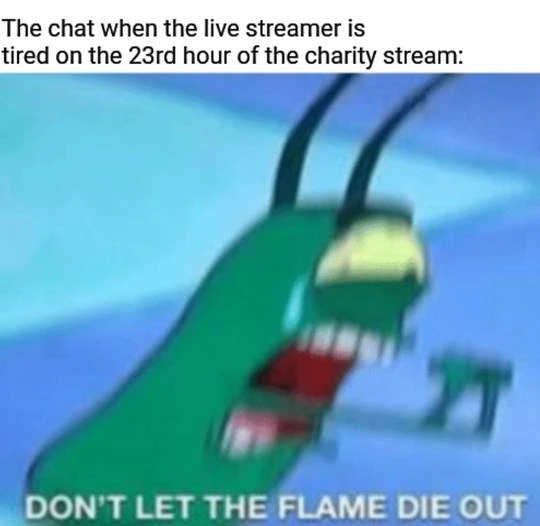 The chat when the live streamer is
tired on the 23rd hour of the charity stream:
DON'T LET THE FLAME DIE OUT